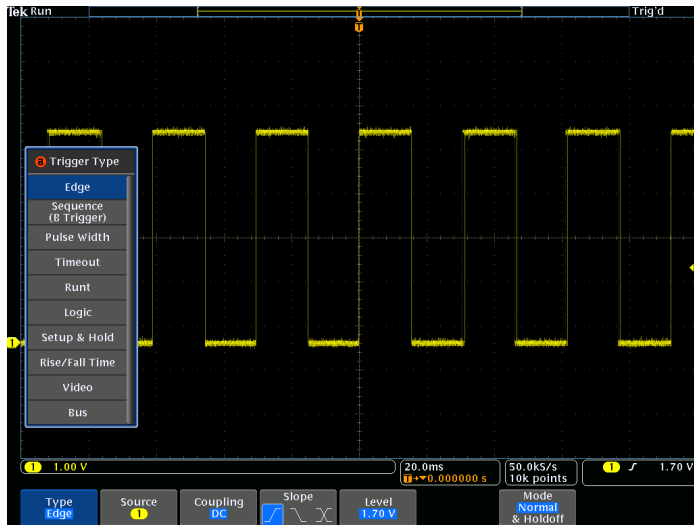 Tek Run Trig'd
T
T
a Trigger Type
Edge
Sequence
(B Trigger)
Pulse Width
Timeout
Runt
Logic
Setup & Hold
Rise/Fall Time
Video
Bus
1
1 1.00 V
20.0ms
T→▼0.000000 s
50.0kS/s
10k points
1 1.70 V
Type
Edge
Source
1
Coupling
DC
Slope
Level
1.70 V
Mode
Normal
& Holdoff